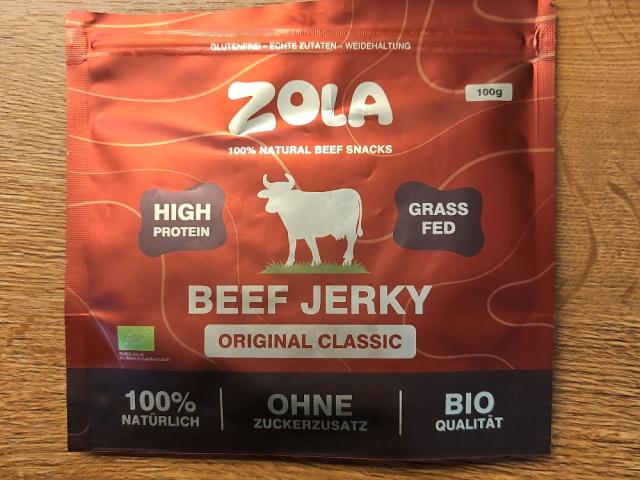 GLUTENFREI - ECHTE ZUTATEN - WEIDEHALTUNG
ZOLA
100g
100% NATURAL BEEF SNACKS
HIGH
PROTEIN
GRASS
FED
BEEF JERKY
ORIGINAL CLASSIC
100%
NATÜRLICH
OHNE
ZUCKERZUSATZ
BIO
QUALITÄT